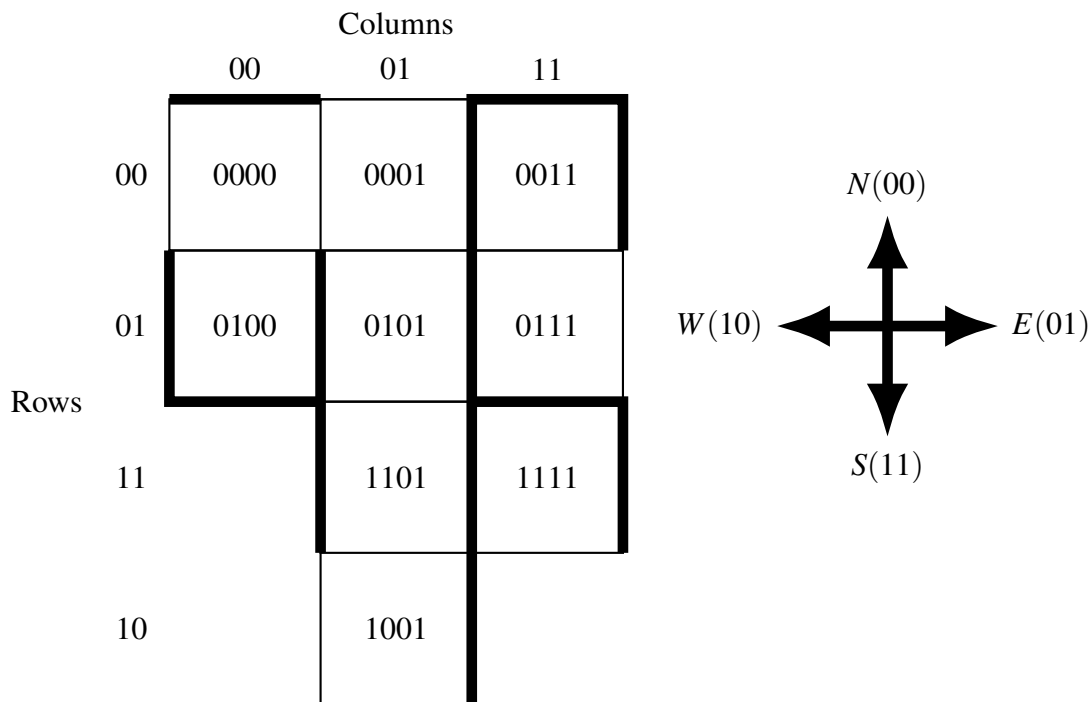 Columns
00 01 11
00 0000 0001 0011
N(00)
01 0100 0101 0111
W(10) E(01)
Rows
S(11)
11 1101 1111
10 1001